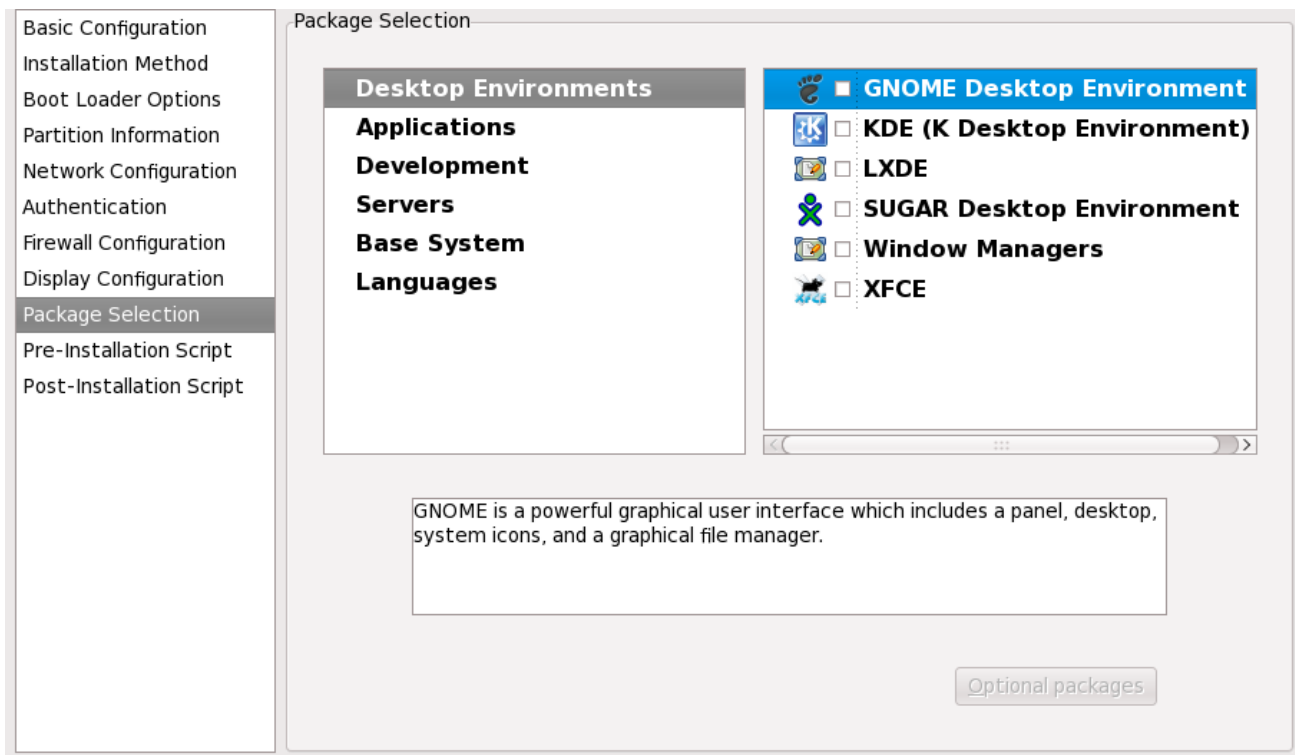 Basic Configuration
Installation Method
Boot Loader Options
Partition Information
Network Configuration
Authentication
Firewall Configuration
Display Configuration
Package Selection
Pre-Installation Script
Post-Installation Script
Package Selection
Desktop Environments
Applications
Development
Servers
Base System
Languages
GNOME Desktop Environment
KDE (K Desktop Environment)
LXDE
SUGAR Desktop Environment
Window Managers
XFCE
GNOME is a powerful graphical user interface which includes a panel, desktop,
system icons, and a graphical file manager.
Optional packages